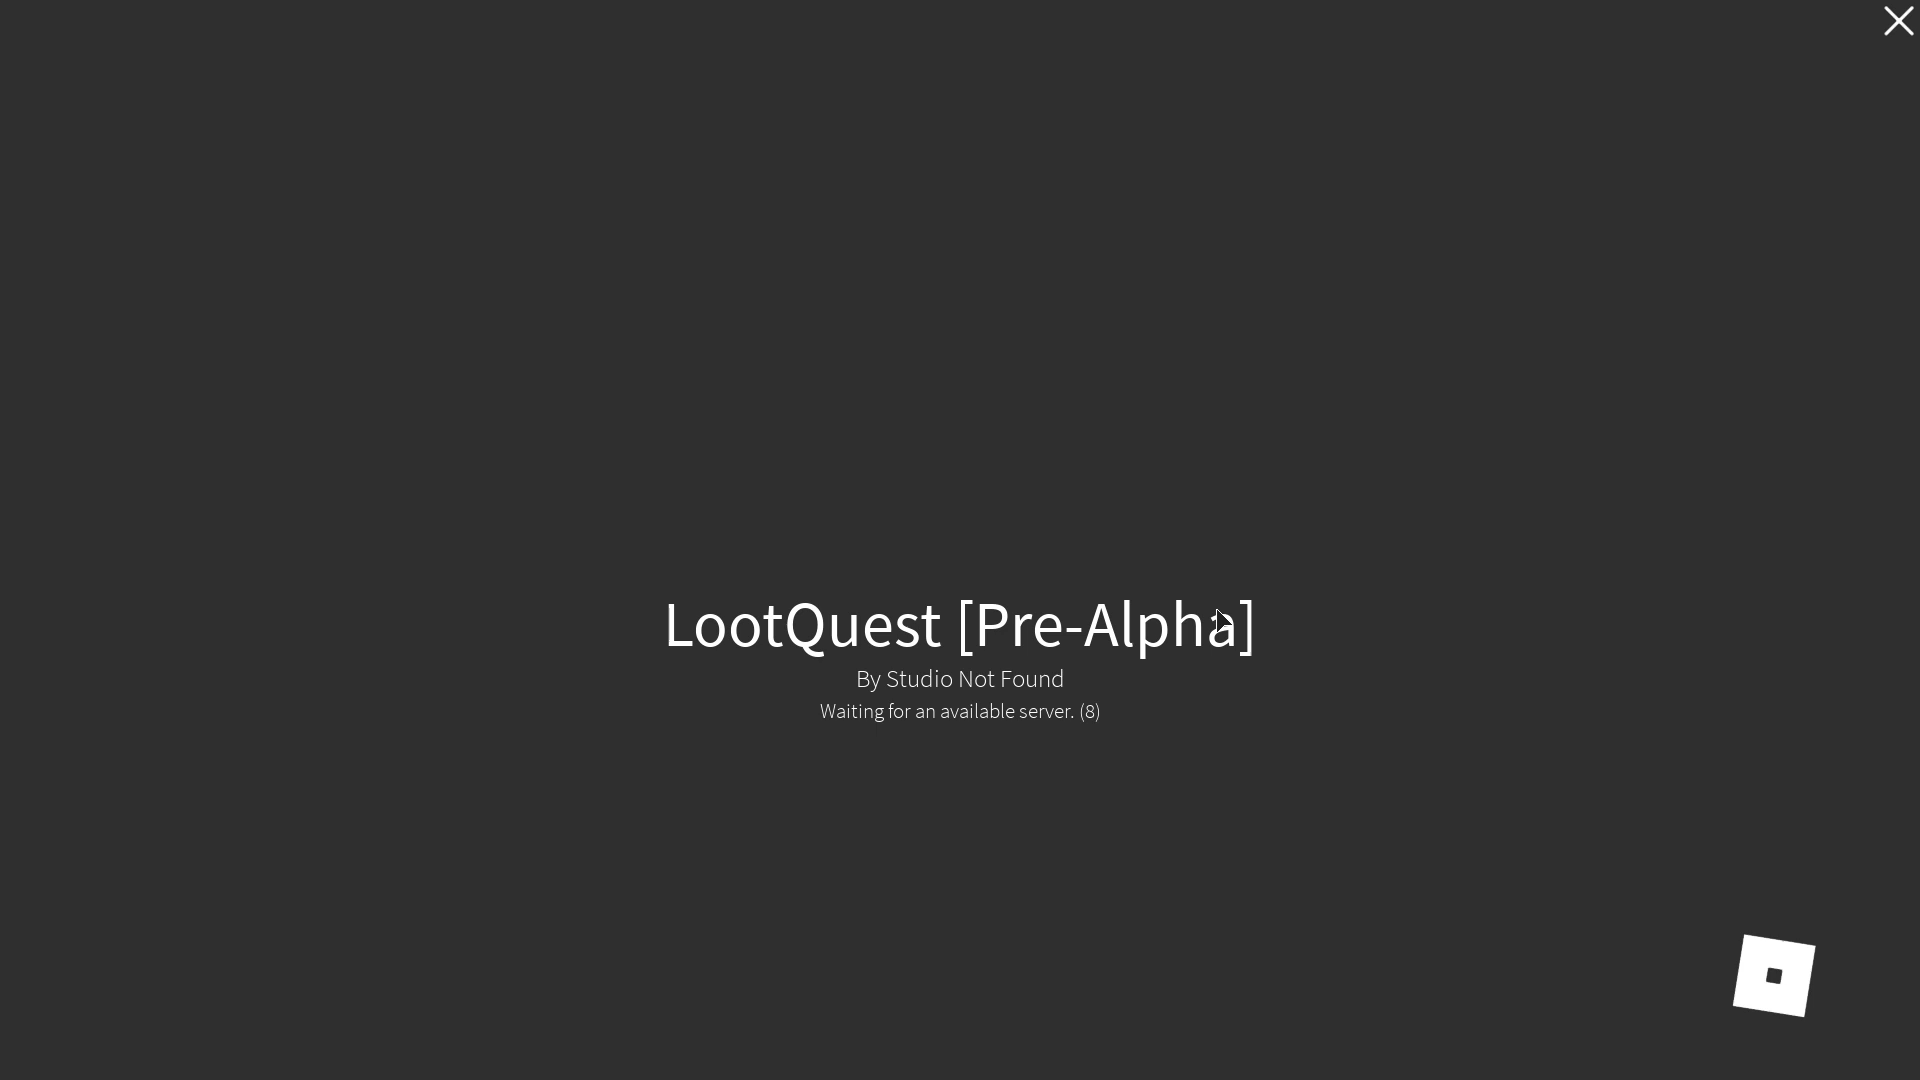 LootQuest [Pre-Alpha]
By Studio Not Found
Waiting for an available server. (8)